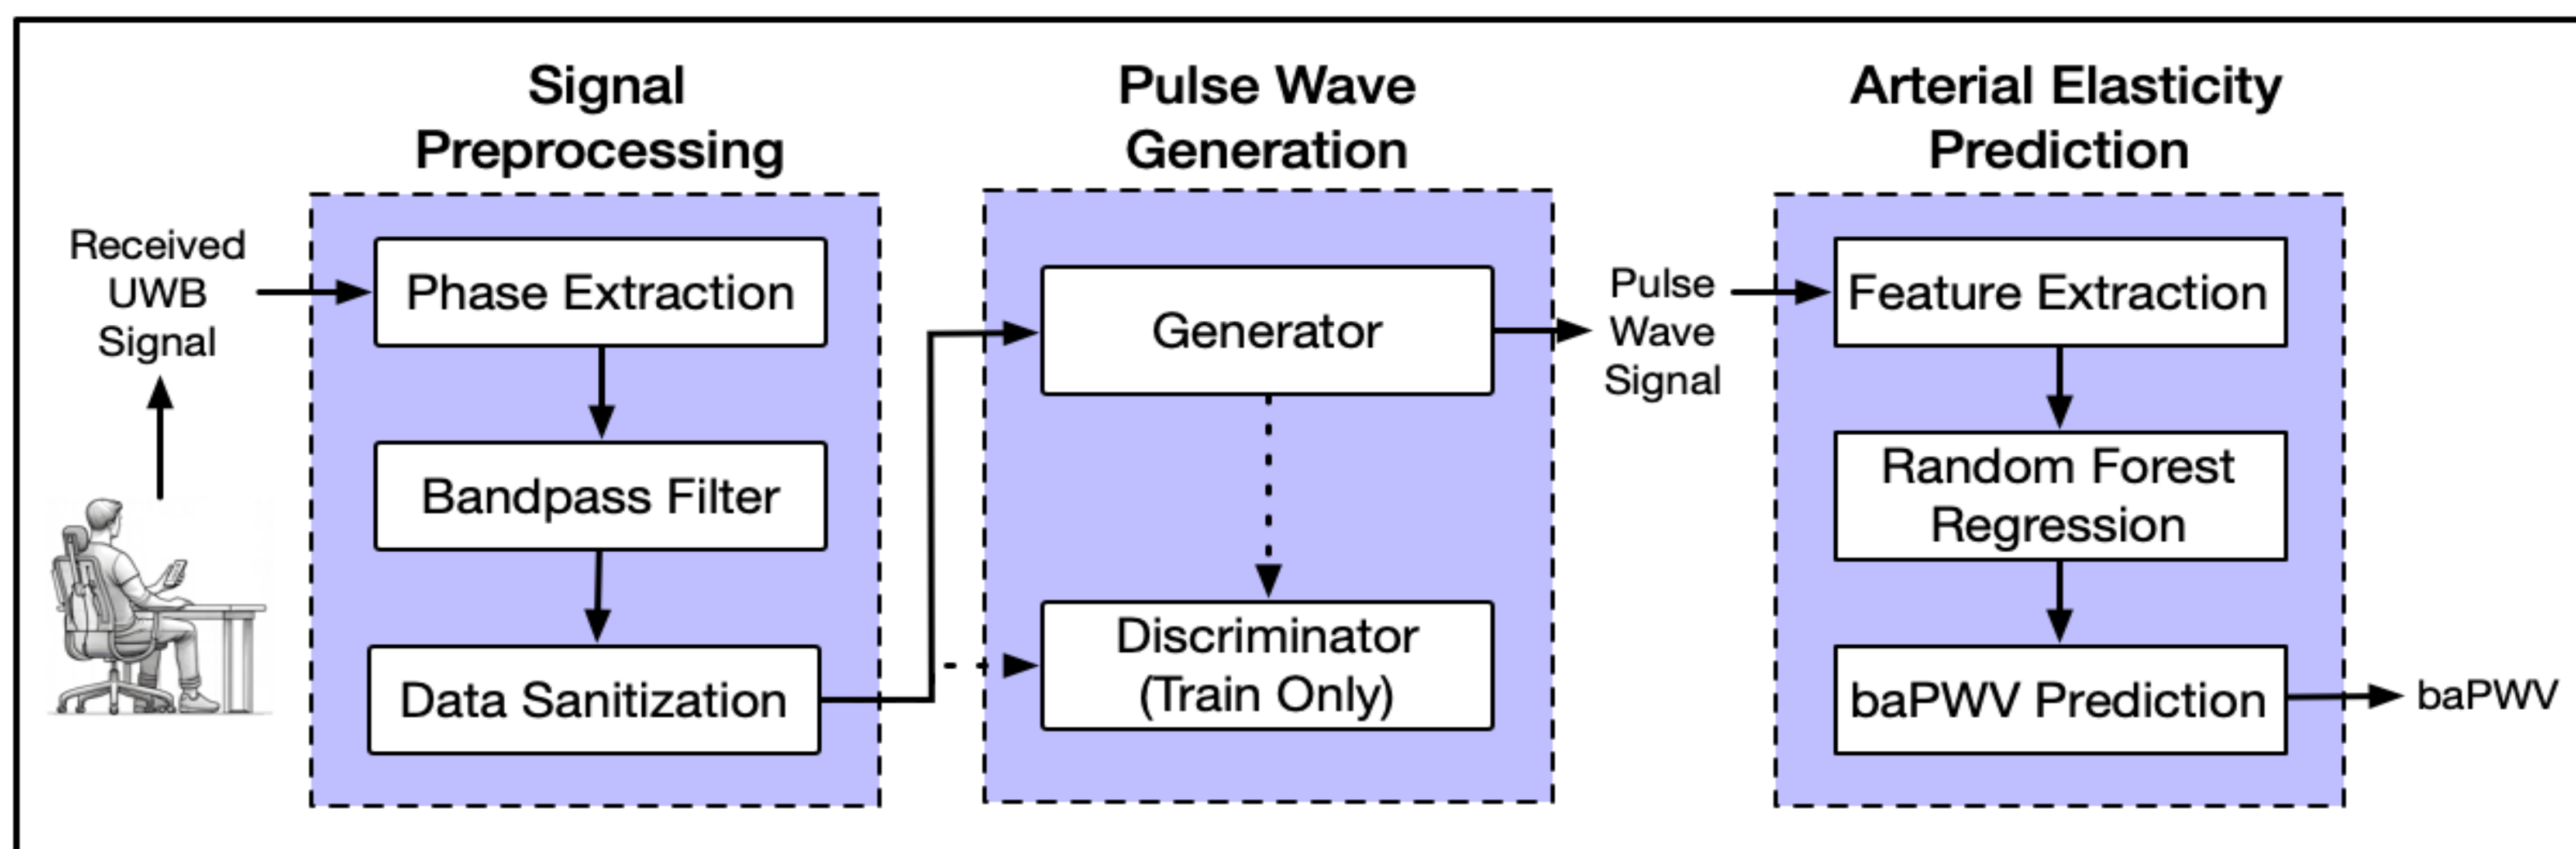 Signal
Preprocessing
Pulse Wave
Generation
Arterial Elasticity
Prediction
Received
UWB
Signal
Phase Extraction
Bandpass Filter
Data Sanitization
Generator
Discriminator
(Train Only)
Pulse
Wave
Signal
Feature Extraction
Random Forest
Regression
baPWV Prediction
baPWV